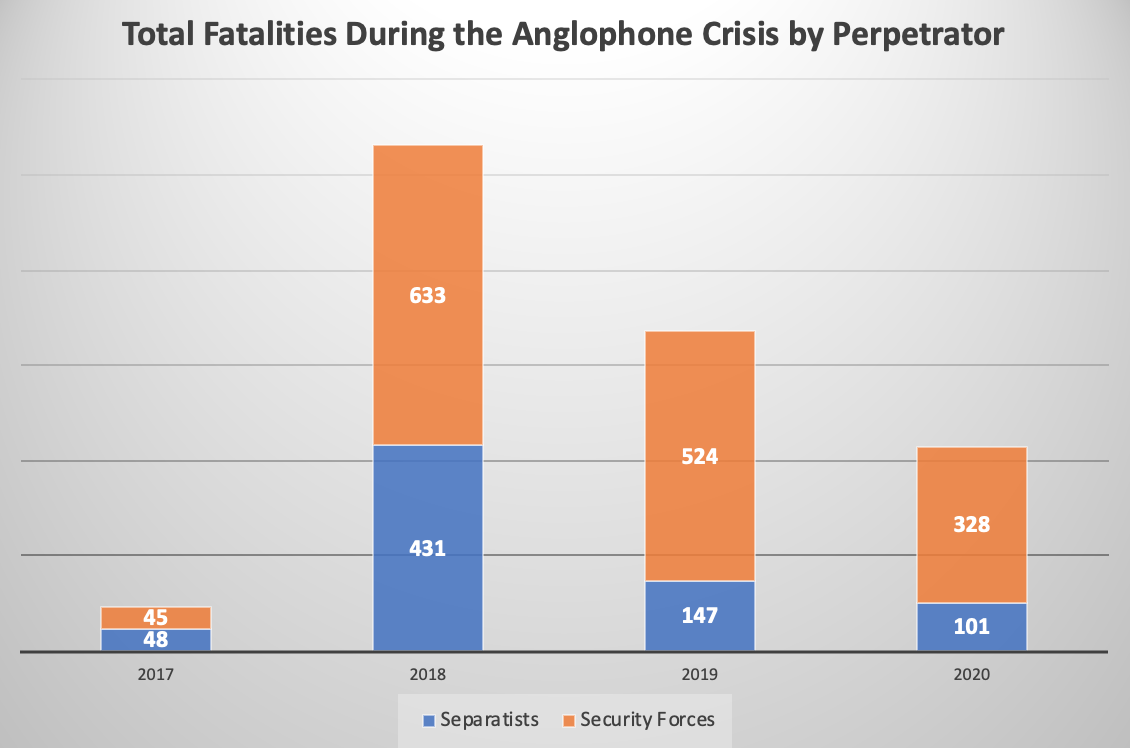 Total Fatalities During the Anglophone Crisis by Perpetrator
633
524
328
45
431
147
101
48
2017 2018 2019 2020
Separatists Security Forces